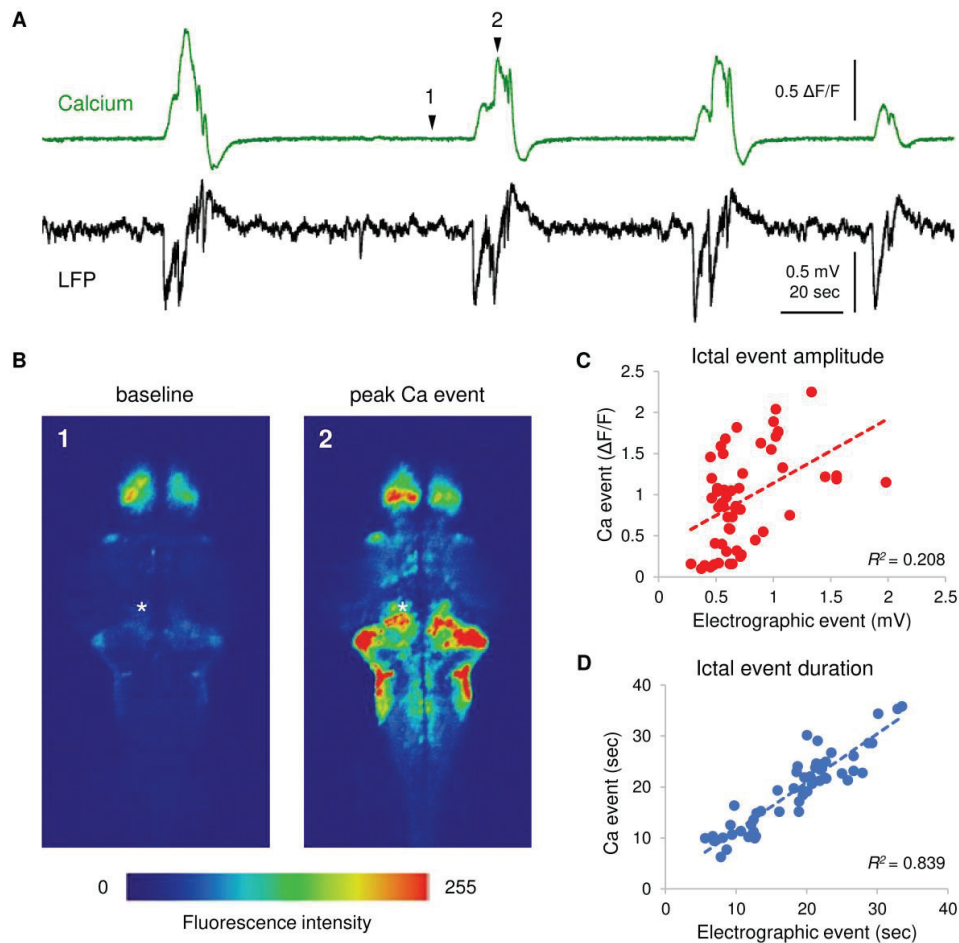 A
2
Calcium
1
0.5 ΔF/F
LFP
0.5 mV
20 sec
B
baseline
peak Ca event
1
2
*
*
0
255
Fluorescence intensity
C
Ictal event amplitude
2.5
2
1.5
1
0.5
0
Ca event (ΔF/F)
R² = 0.208
0
0.5
1
1.5
2
2.5
Electrographic event (mV)
D
Ictal event duration
40
30
20
10
0
Ca event (sec)
R² = 0.839
0
10
20
30
40
Electrographic event (sec)